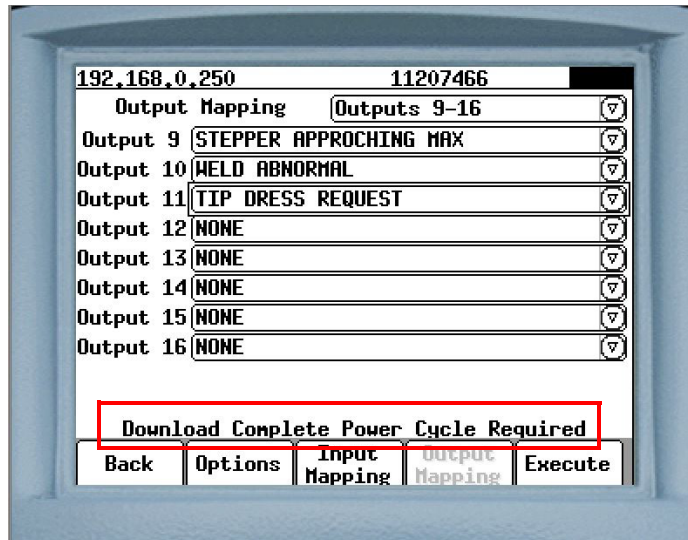 192.168.0.250 11207466
Output Mapping Outputs 9-16
Output 9 STEPPER APPROCHING MAX
Output 10 WELD ABNORMAL
Output 11 TIP DRESS REQUEST
Output 12 NONE
Output 13 NONE
Output 14 NONE
Output 15 NONE
Output 16 NONE
Download Complete Power Cycle Required
Back Options Input Mapping Output Mapping Execute